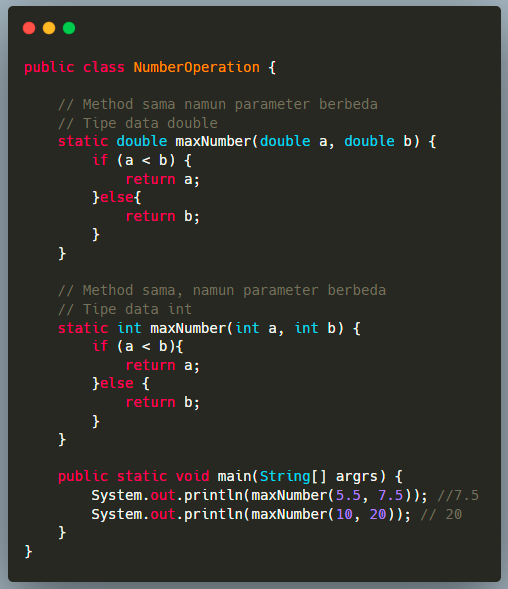 public class NumberOperation {
// Method sama namun parameter berbeda
// Tipe data double
static double maxNumber(double a, double b) {
if (a < b) {
return a;
}else{
return b;
}
}
// Method sama, namun parameter berbeda
// Tipe data int
static int maxNumber(int a, int b) {
if (a < b){
return a;
}else {
return b;
}
}
public static void main(String[] argrs) {
System.out.println(maxNumber(5.5, 7.5)); //7.5
System.out.println(maxNumber(10, 20)); // 20
}
}